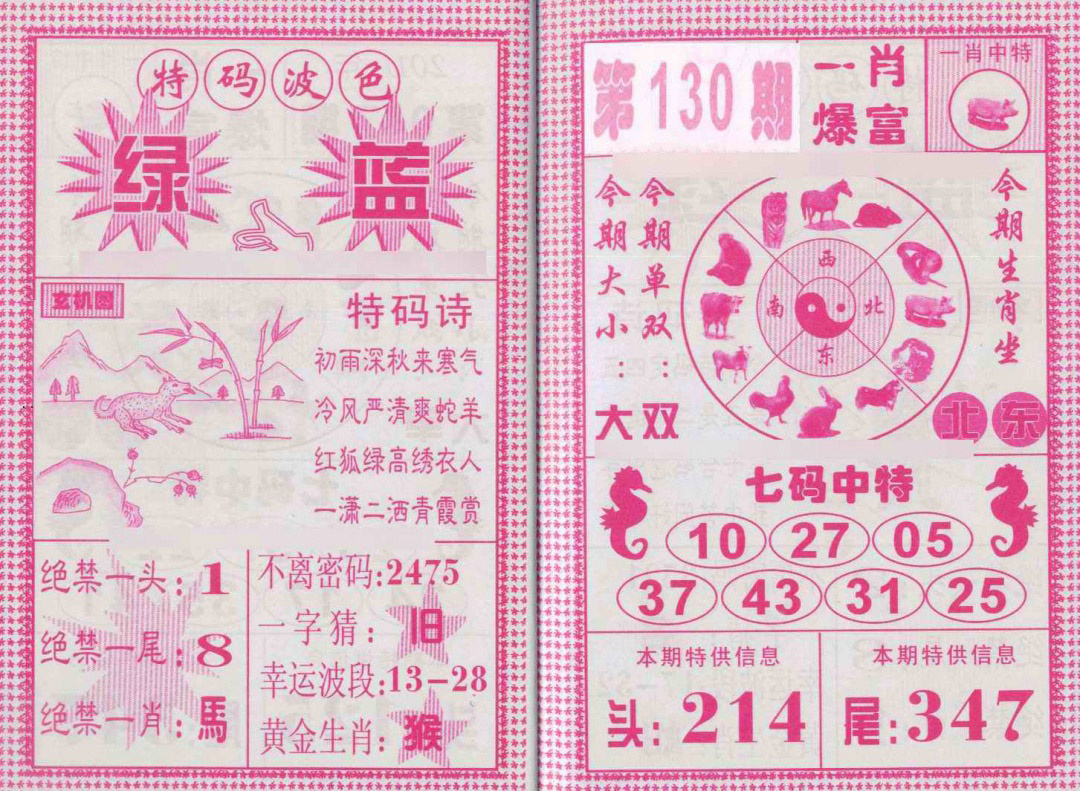 特码波色
绿 蓝
玄机图
特码诗
初雨深秋来寒气
冷风严清爽蛇羊
红狐绿高绣衣人
一潇二洒青霞赏
绝禁一头:1
绝禁一尾:8
绝禁一肖:馬
不离密码:2475
一字猜:旧
幸运波段:13-28
黄金生肖:猴
第130期
一肖
爆富
一肖中特
今期大小:大
今期单双:双
西
南 北
东
今期生肖坐
北 东
七码中特
10 27 05
37 43 31 25
本期特供信息
头:214
本期特供信息
尾:347